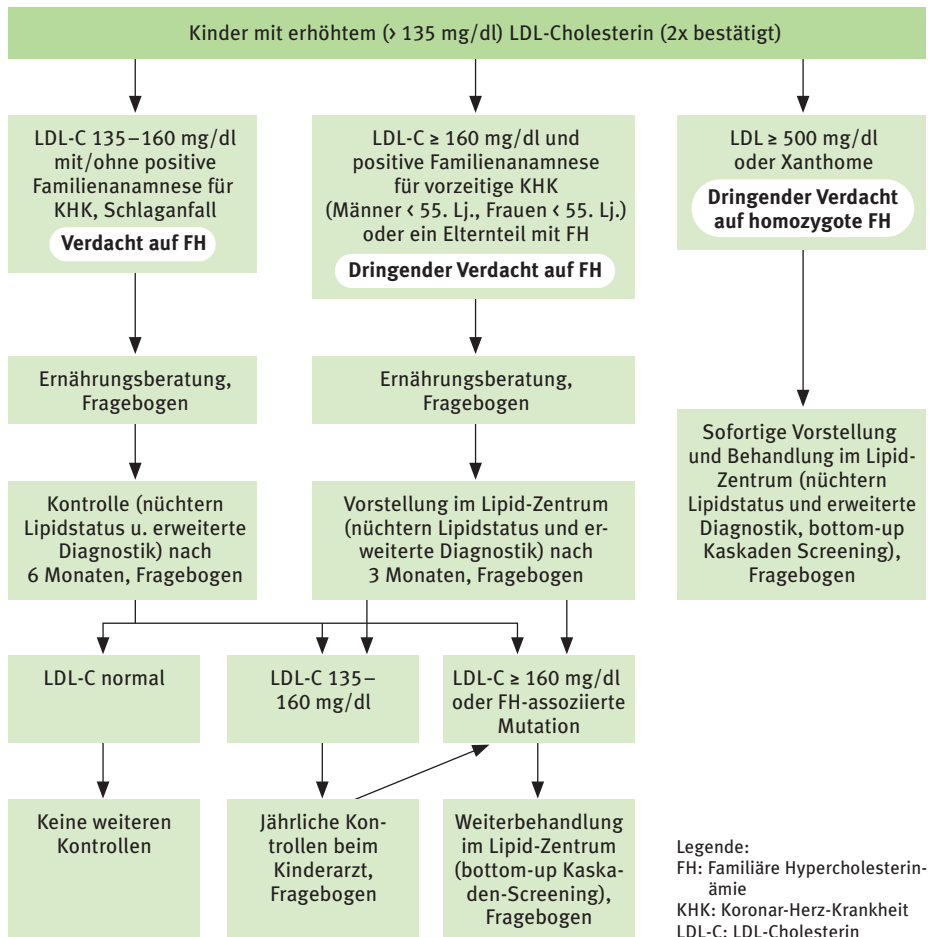 Kinder mit erhöhtem (> 135 mg/dl) LDL-Cholesterin (2x bestätigt)
LDL-C 135–160 mg/dl
mit/ohne positive
Familienanamnese für
KHK, Schlaganfall
Verdacht auf FH
LDL-C ≥ 160 mg/dl und
positive Familienanamnese
für vorzeitige KHK
(Männer < 55. Lj., Frauen < 55. Lj.)
oder ein Elternteil mit FH
Dringender Verdacht auf FH
LDL ≥ 500 mg/dl
oder Xanthome
Dringender Verdacht
auf homozygote FH
Ernährungsberatung,
Fragebogen
Ernährungsberatung,
Fragebogen
Sofortige Vorstellung
und Behandlung im Lipid-
Zentrum (nüchtern
Lipidstatus und erweiterte
Diagnostik, bottom-up
Kaskaden Screening),
Fragebogen
Kontrolle (nüchtern
Lipidstatus u. erweiterte
Diagnostik) nach
6 Monaten, Fragebogen
Vorstellung im Lipid-Zentrum
(nüchtern Lipidstatus und er-
weiterte Diagnostik) nach
3 Monaten, Fragebogen
LDL-C normal
LDL-C 135–
160 mg/dl
LDL-C ≥ 160 mg/dl
oder FH-assoziierte
Mutation
Keine weiteren
Kontrollen
Jährliche Kon-
trollen beim
Kinderarzt,
Fragebogen
Weiterbehandlung
im Lipid-Zentrum
(bottom-up Kaska-
den-Screening),
Fragebogen
Legende:
FH: Familiäre Hypercholesterin-
ämie
KHK: Koronar-Herz-Krankheit
LDL-C: LDL-Cholesterin